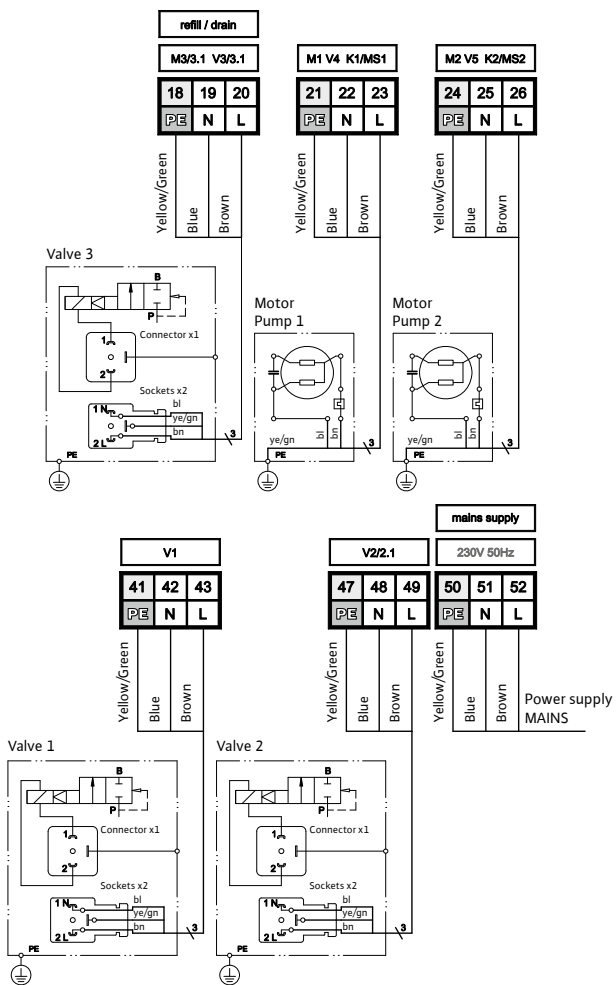 refill / drain
M3/3.1 V3/3.1
M1 V4 K1/MS1
M2 V5 K2/MS2
18 19 20
21 22 23
24 25 26
PE N L
PE N L
PE N L
Yellow/Green
Blue
Brown
Yellow/Green
Blue
Brown
Yellow/Green
Blue
Brown
Valve 3
B
P
1
Connector x1
2
Sockets x2
1 N
bl
ye/gn
bn
2 L
3
PE
Motor
Pump 1
bl
bn
ye/gn
3
PE
Motor
Pump 2
bl
bn
ye/gn
3
PE
mains supply
V1
V2/2.1
230V 50Hz
41 42 43
47 48 49
50 51 52
PE N L
PE N L
PE N L
Yellow/Green
Blue
Brown
Yellow/Green
Blue
Brown
Yellow/Green
Blue
Brown
Power supply
MAINS
Valve 1
B
P
1
Connector x1
2
Sockets x2
1 N
bl
ye/gn
bn
2 L
3
PE
Valve 2
B
P
1
Connector x1
2
Sockets x2
1 N
bl
ye/gn
bn
2 L
3
PE